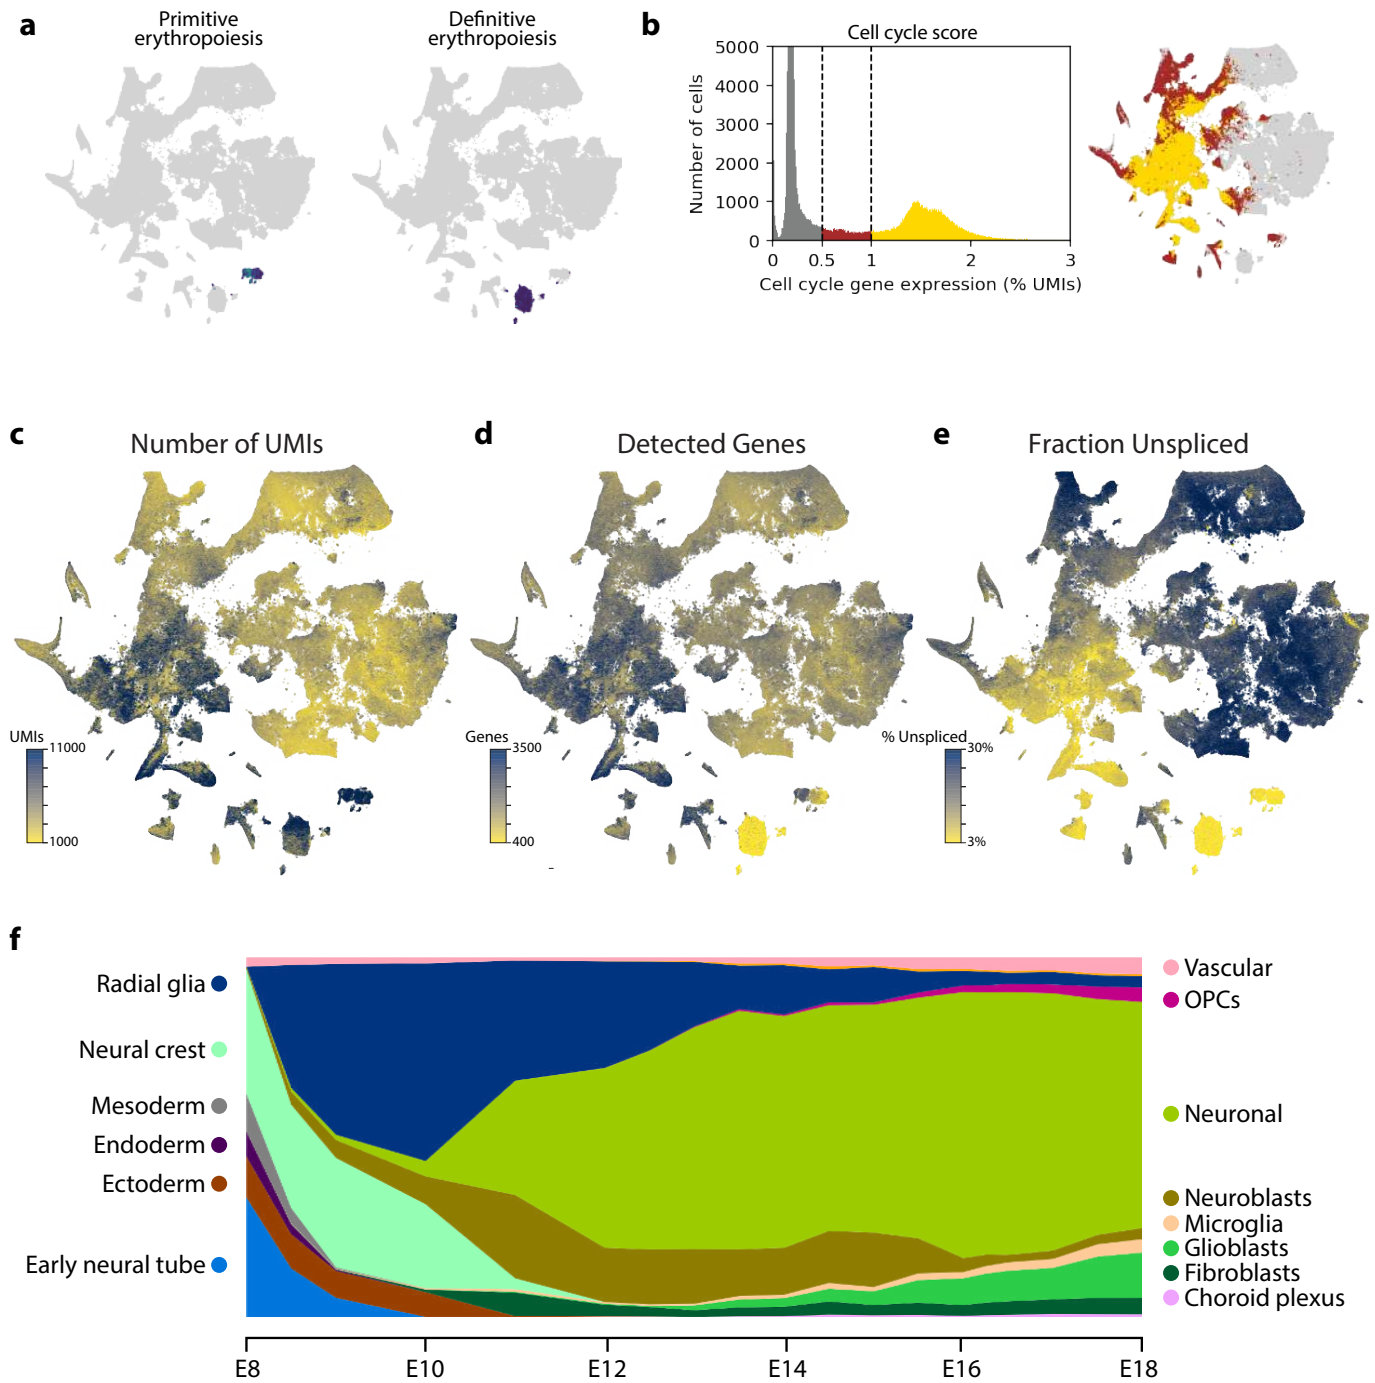 a
Primitive
erythropoiesis
Definitive
erythropoiesis
b
Cell cycle score
Number of cells
5000
4000
3000
2000
1000
0
0 0.5 1 2 3
Cell cycle gene expression (% UMIs)
c
Number of UMIs
UMIs
11000
1000
d
Detected Genes
Genes
3500
400
e
Fraction Unspliced
% Unspliced
30%
3%
f
Radial glia
Neural crest
Mesoderm
Endoderm
Ectoderm
Early neural tube
Vascular
OPCs
Neuronal
Neuroblasts
Microglia
Glioblasts
Fibroblasts
Choroid plexus
E8 E10 E12 E14 E16 E18